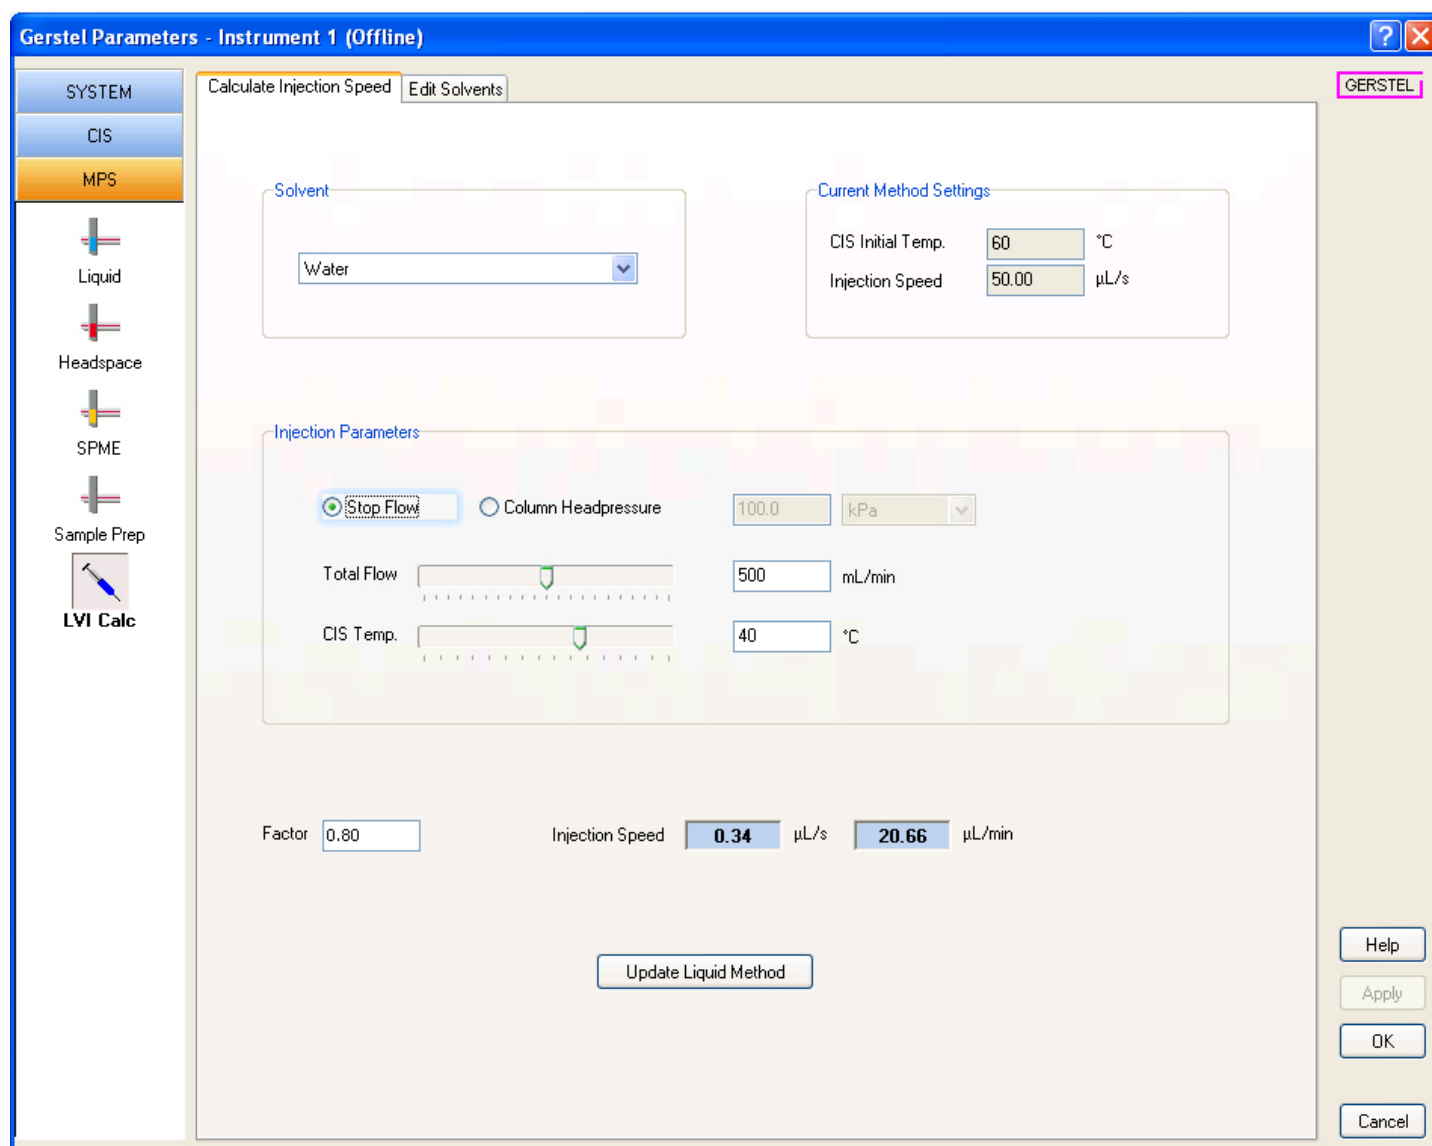 Gerstel Parameters - Instrument 1 (Offline)
SYSTEM
CIS
MPS
Liquid
Headspace
SPME
Sample Prep
LVI Calc
Calculate Injection Speed Edit Solvents
GERSTEL
Solvent
Water
Current Method Settings
CIS Initial Temp. 60 °C
Injection Speed 50.00 µL/s
Injection Parameters
Stop Flow Column Headpressure 100.0 kPa
Total Flow 500 mL/min
CIS Temp. 40 °C
Factor 0.80 Injection Speed 0.34 µL/s 20.66 µL/min
Update Liquid Method
Help
Apply
OK
Cancel